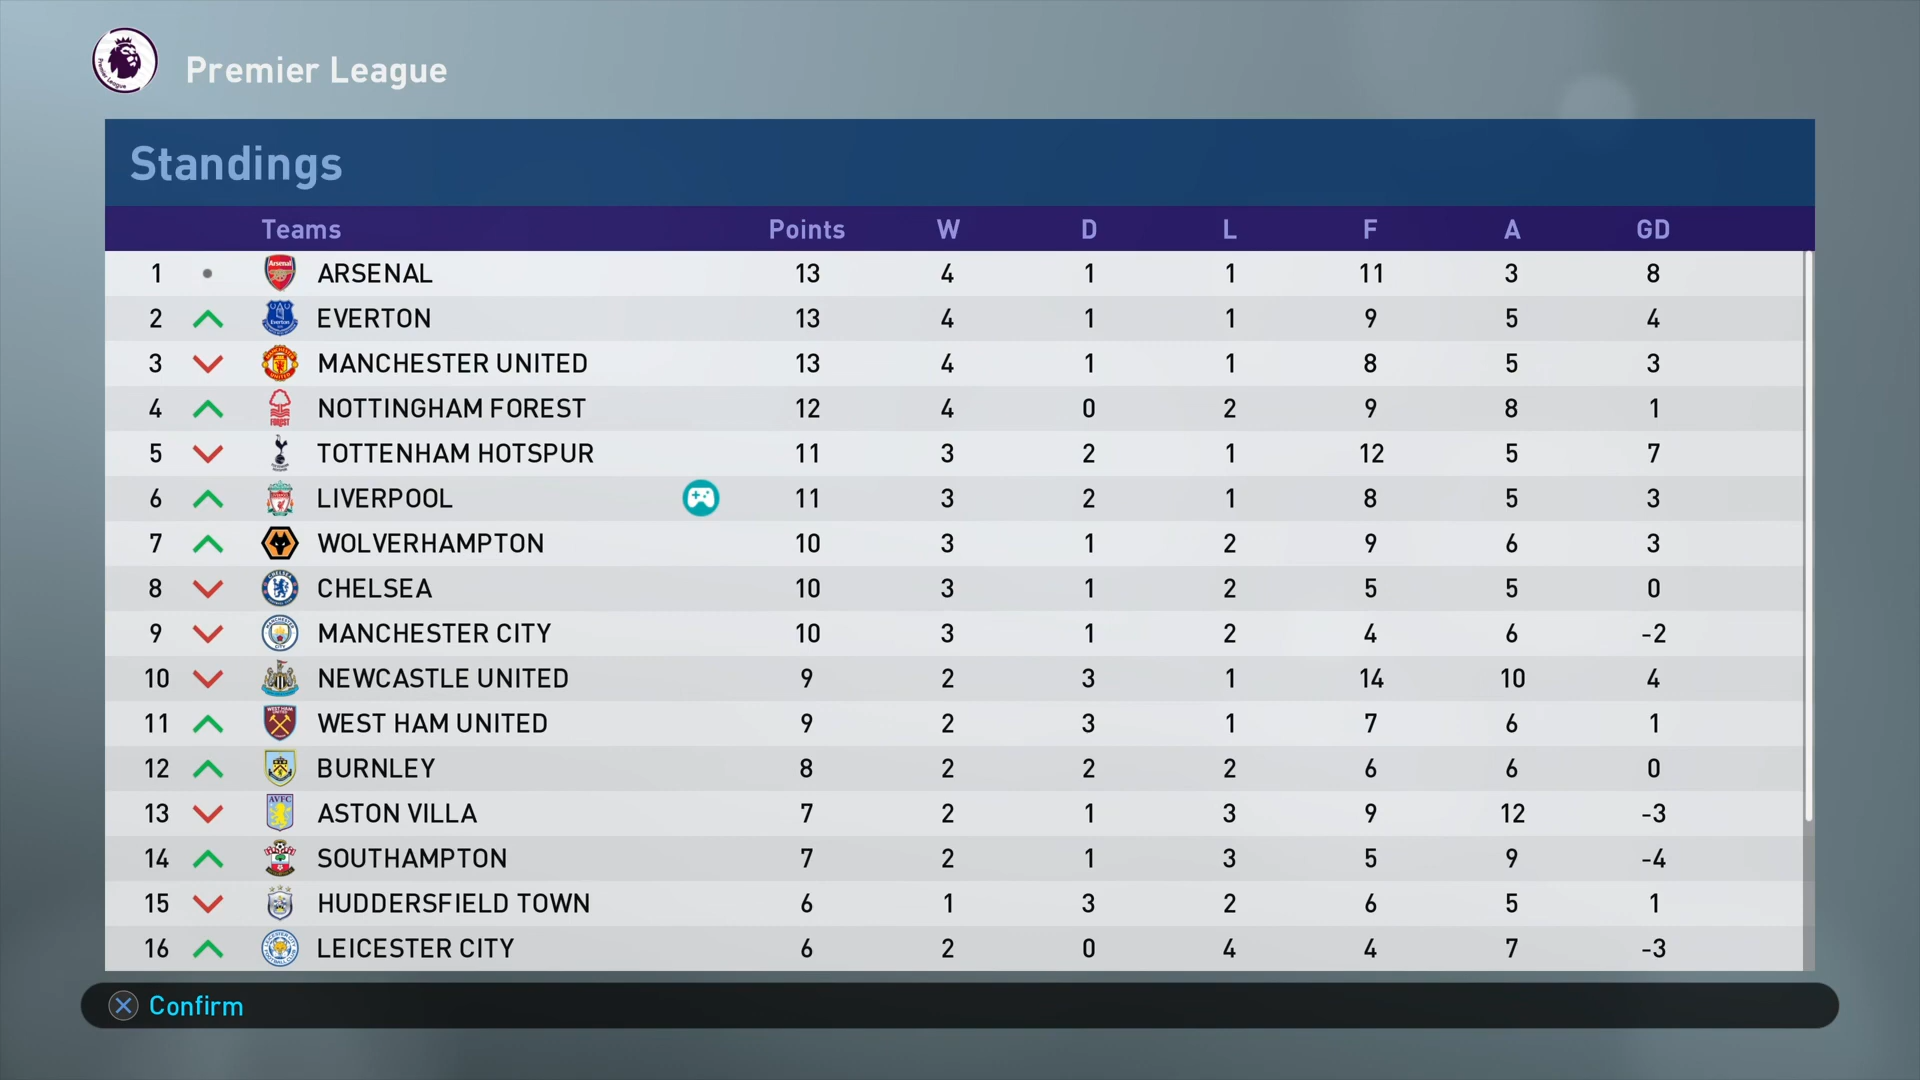 Premier League
Standings
Teams Points W D L F A GD
1 ARSENAL 13 4 1 1 11 3 8
2 EVERTON 13 4 1 1 9 5 4
3 MANCHESTER UNITED 13 4 1 1 8 5 3
4 NOTTINGHAM FOREST 12 4 0 2 9 8 1
5 TOTTENHAM HOTSPUR 11 3 2 1 12 5 7
6 LIVERPOOL 11 3 2 1 8 5 3
7 WOLVERHAMPTON 10 3 1 2 9 6 3
8 CHELSEA 10 3 1 2 5 5 0
9 MANCHESTER CITY 10 3 1 2 4 6 -2
10 NEWCASTLE UNITED 9 2 3 1 14 10 4
11 WEST HAM UNITED 9 2 3 1 7 6 1
12 BURNLEY 8 2 2 2 6 6 0
13 ASTON VILLA 7 2 1 3 9 12 -3
14 SOUTHAMPTON 7 2 1 3 5 9 -4
15 HUDDERSFIELD TOWN 6 1 3 2 6 5 1
16 LEICESTER CITY 6 2 0 4 4 7 -3
Confirm